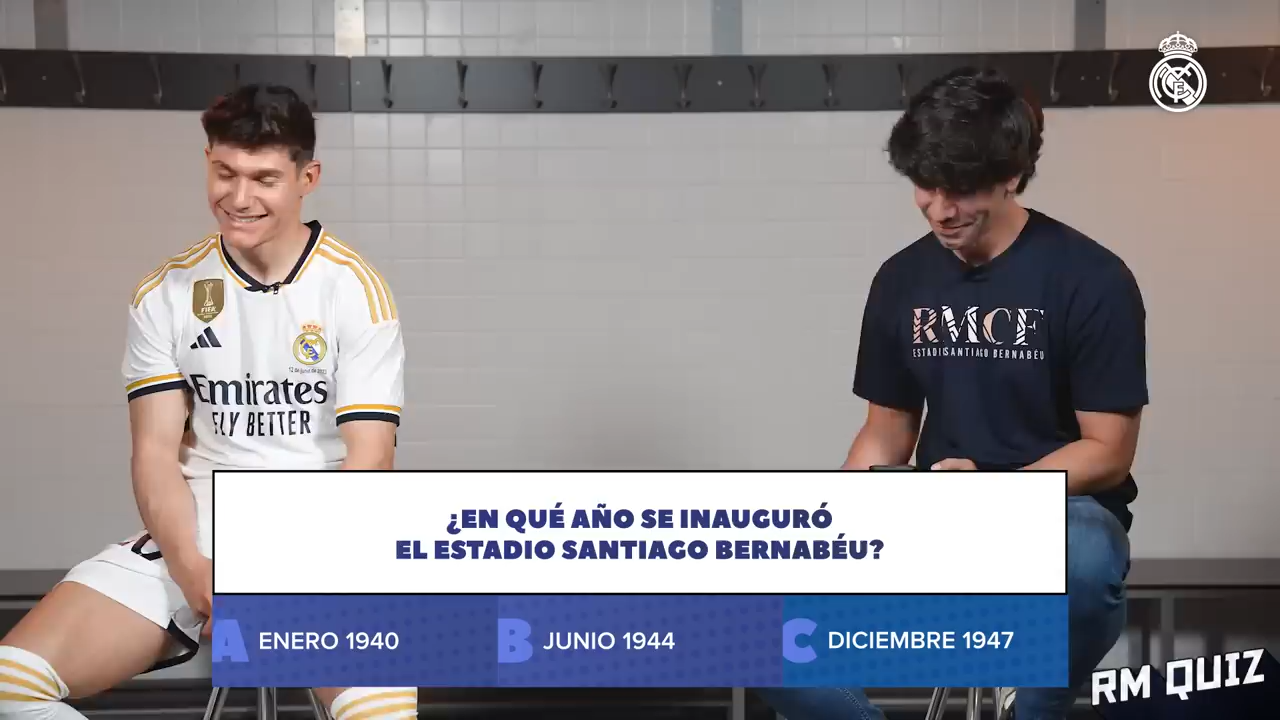 FIFA
Emirates
FLY BETTER
RMCF
ESTADIO SANTIAGO BERNABÉU
¿EN QUÉ AÑO SE INAUGURÓ
EL ESTADIO SANTIAGO BERNABÉU?
A ENERO 1940
B JUNIO 1944
C DICIEMBRE 1947
RM QUIZ